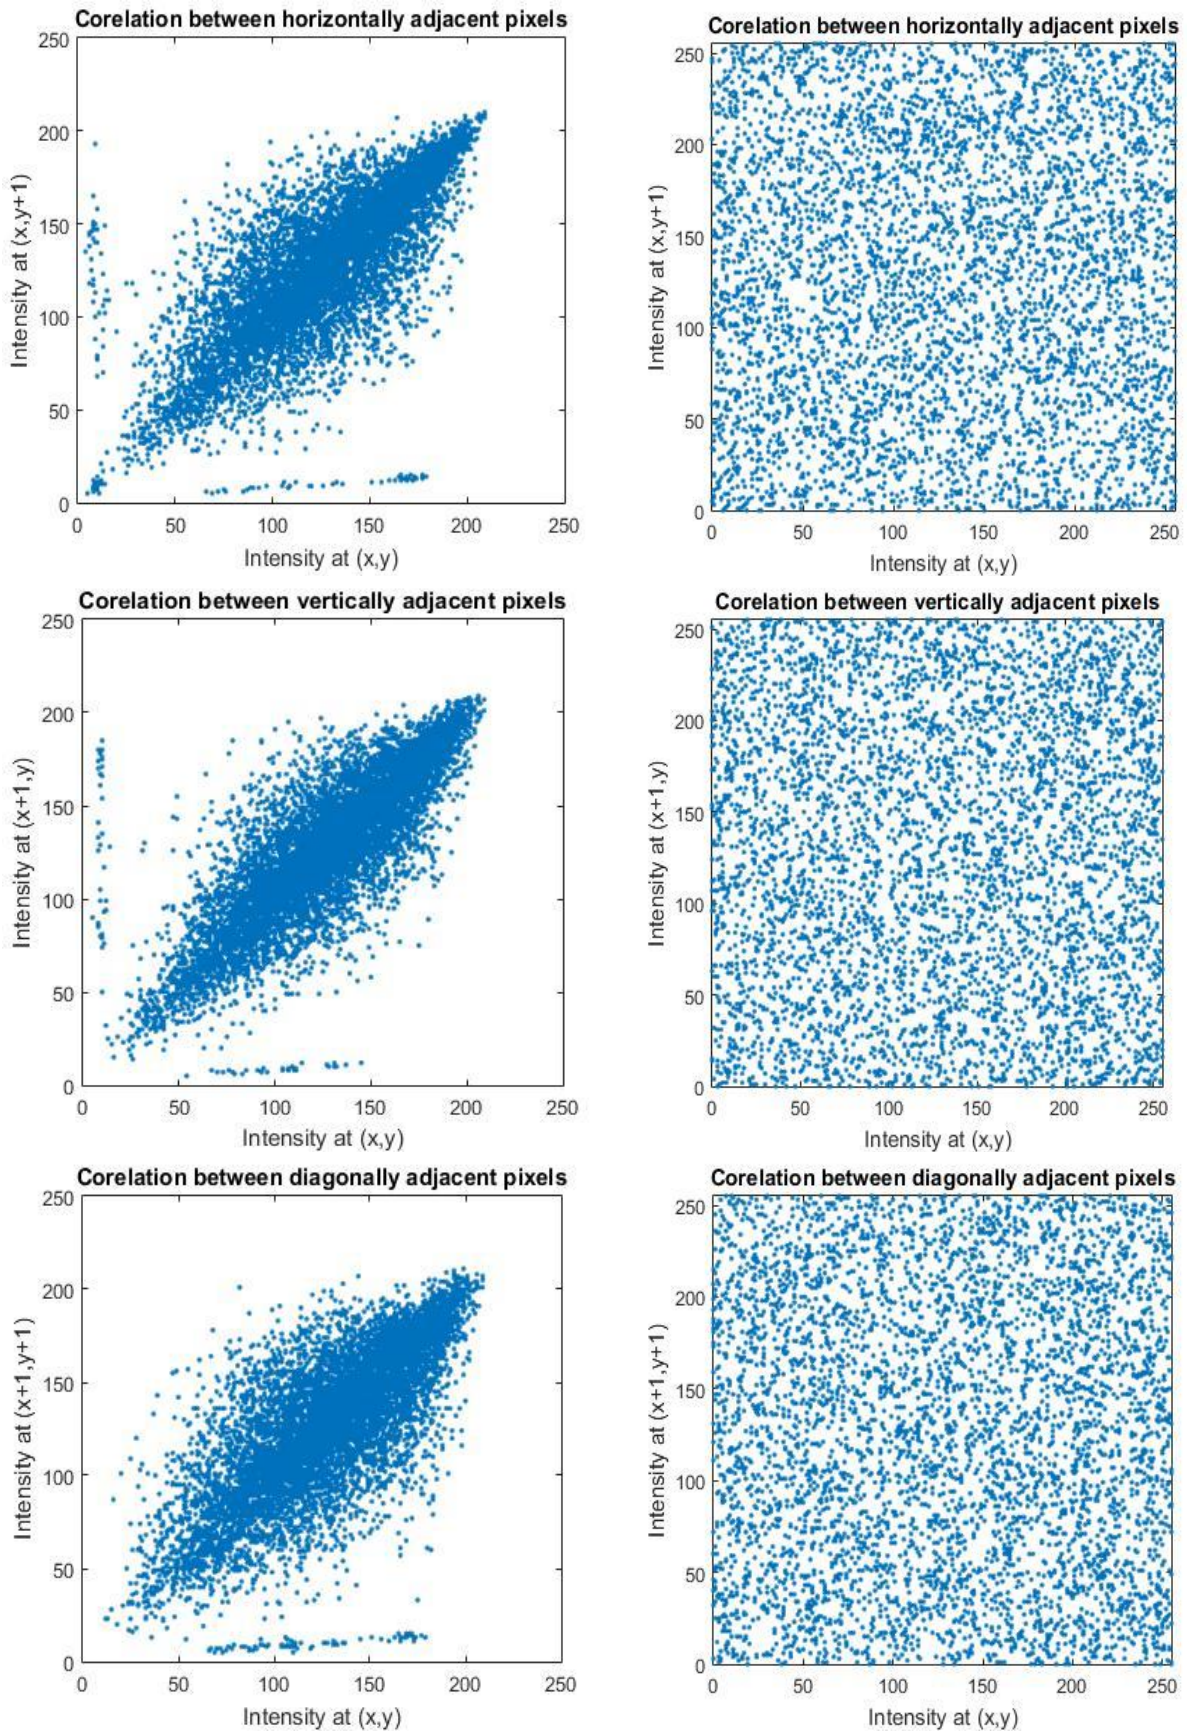 Corelation between horizontally adjacent pixels
250
200
150
100
50
0
Intensity at (x,y+1)
0 50 100 150 200 250
Intensity at (x,y)
Corelation between horizontally adjacent pixels
250
200
150
100
50
0
Intensity at (x,y+1)
0 50 100 150 200 250
Intensity at (x,y)
Corelation between vertically adjacent pixels
250
200
150
100
50
0
Intensity at (x+1,y)
0 50 100 150 200 250
Intensity at (x,y)
Corelation between vertically adjacent pixels
250
200
150
100
50
0
Intensity at (x+1,y)
0 50 100 150 200 250
Intensity at (x,y)
Corelation between diagonally adjacent pixels
250
200
150
100
50
0
Intensity at (x+1,y+1)
0 50 100 150 200 250
Intensity at (x,y)
Corelation between diagonally adjacent pixels
250
200
150
100
50
0
Intensity at (x+1,y+1)
0 50 100 150 200 250
Intensity at (x,y)